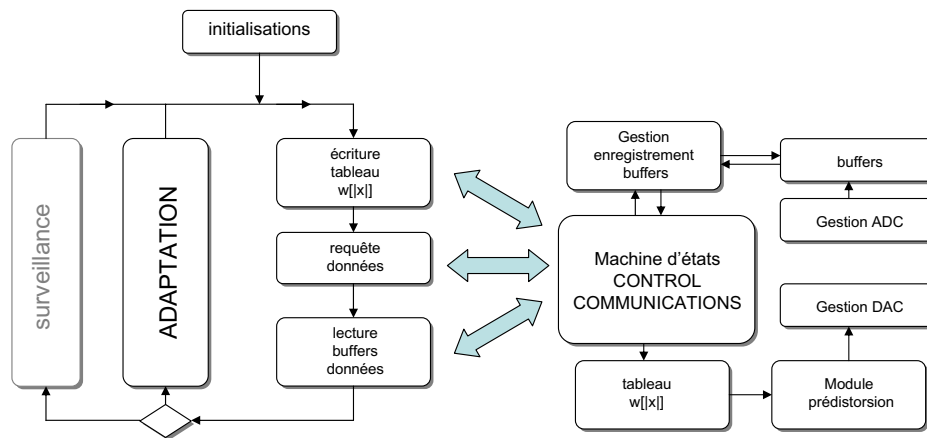 initialisations
surveillance
ADAPTATION
écriture
tableau
w[|x|]
requête
données
lecture
buffers
données
Gestion
enregistrement
buffers
buffers
Gestion ADC
Machine d'états
CONTROL
COMMUNICATIONS
Gestion DAC
tableau
w[|x|]
Module
prédistorsion